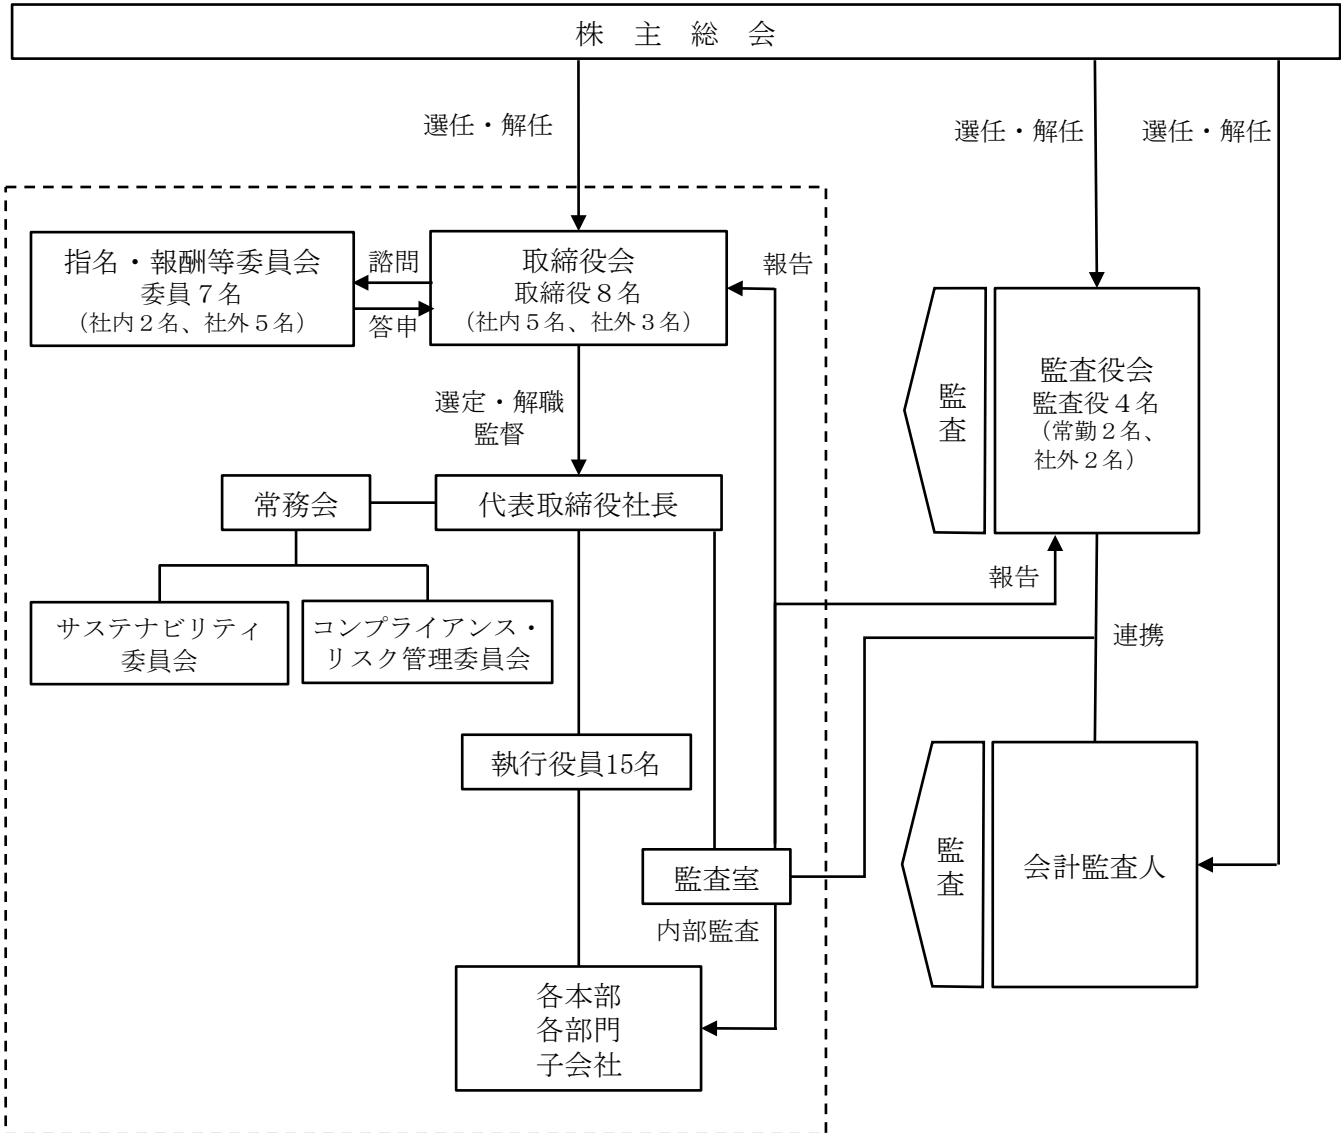 株　主　総　会
選任・解任
選任・解任
選任・解任
指名・報酬等委員会
委員７名
（社内２名、社外５名）
諮問
答申
取締役会
取締役８名
（社内５名、社外３名）
報告
監査
監査役会
監査役４名
（常勤２名、
社外２名）
選定・解職
監督
常務会
代表取締役社長
報告
サステナビリティ
委員会
コンプライアンス・
リスク管理委員会
連携
執行役員15名
監査室
内部監査
監査
会計監査人
各本部
各部門
子会社